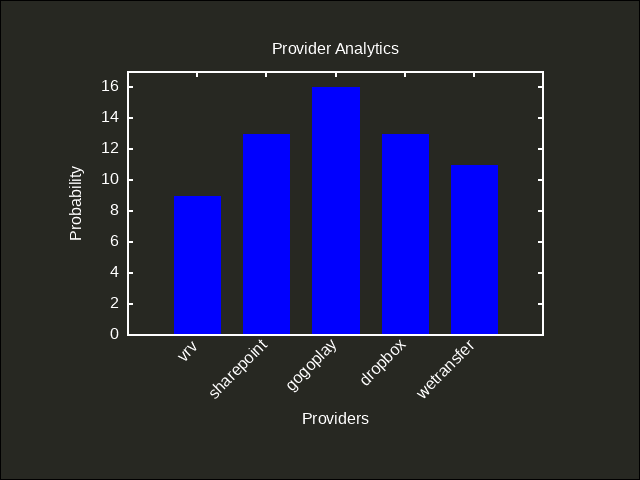 Provider Analytics
16
14
12
10
8
6
4
2
0
Probability
vrv
sharepoint
gogoplay
dropbox
wetransfer
Providers